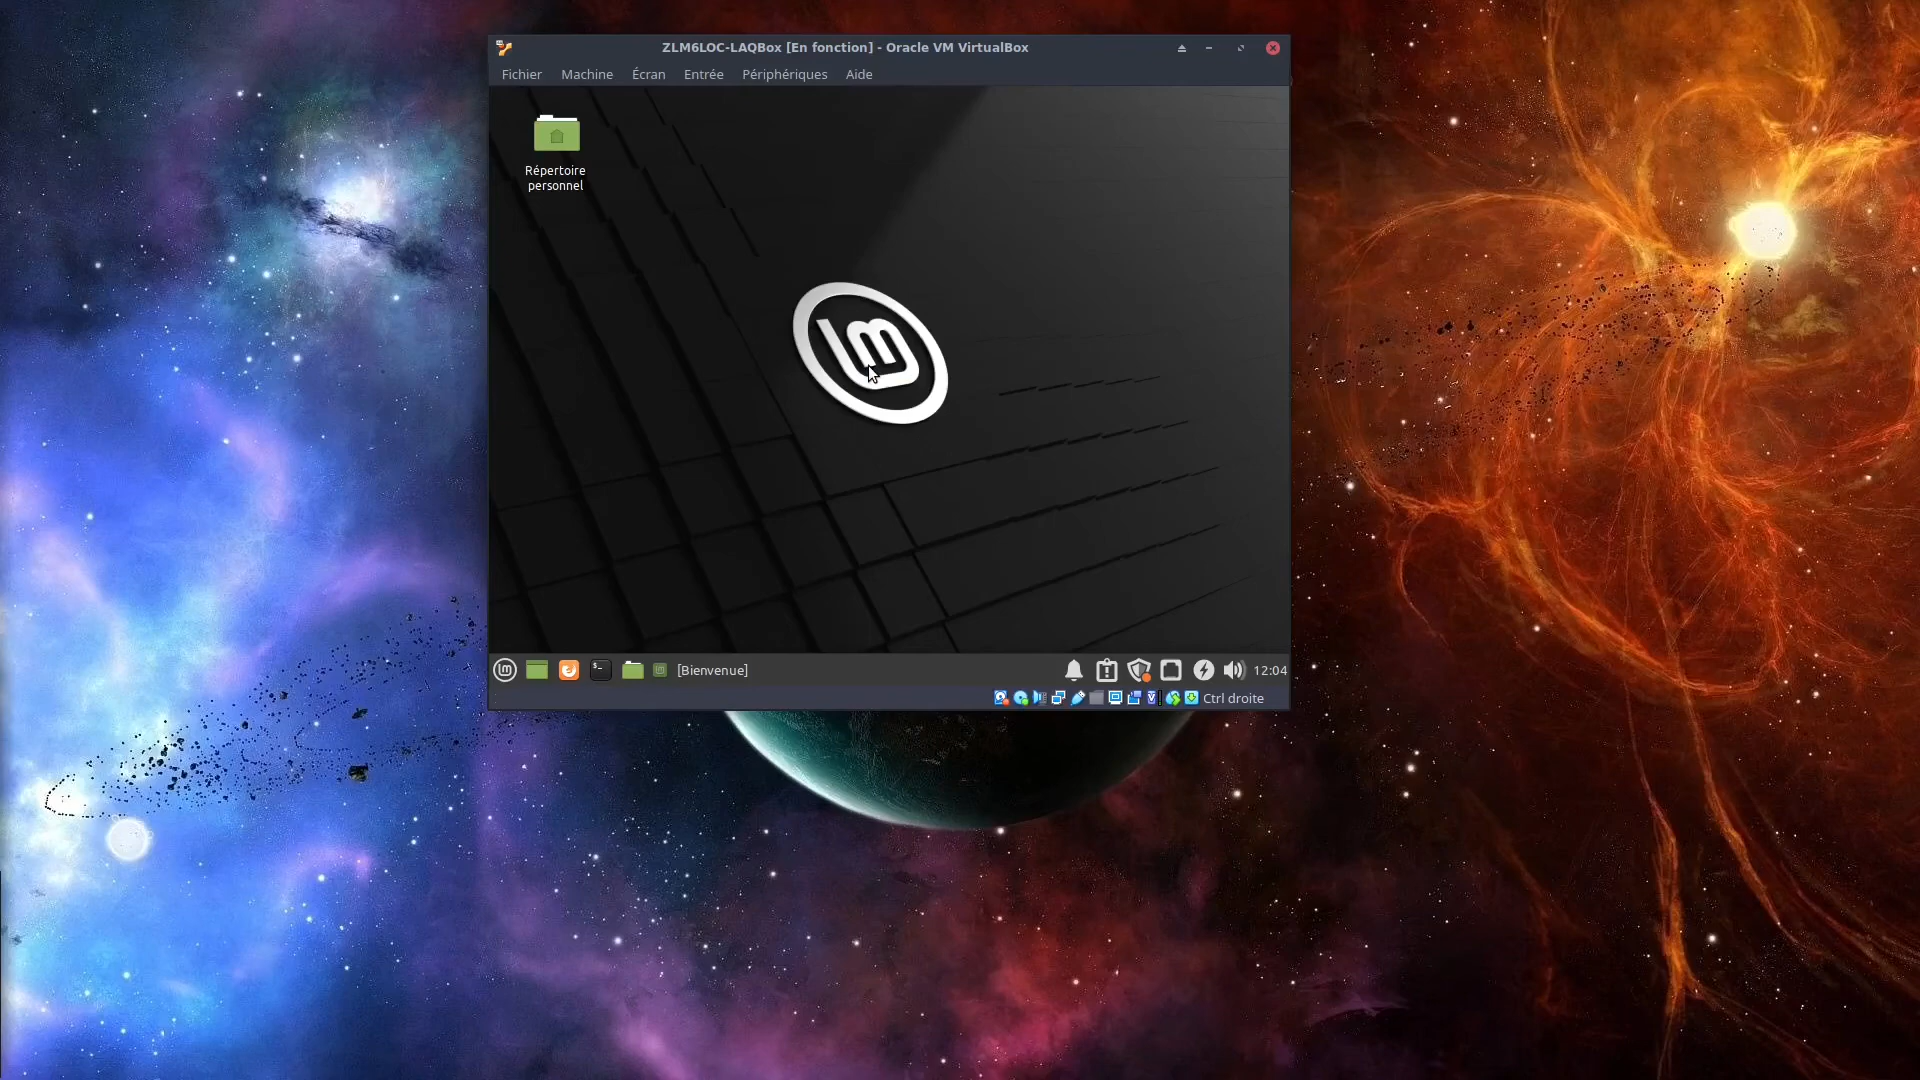 ZLM6LOC-LAQBox [En fonction] - Oracle VM VirtualBox
Fichier Machine Écran Entrée Périphériques Aide
Répertoire
personnel
lm
[Bienvenue]
12:04
Ctrl droite